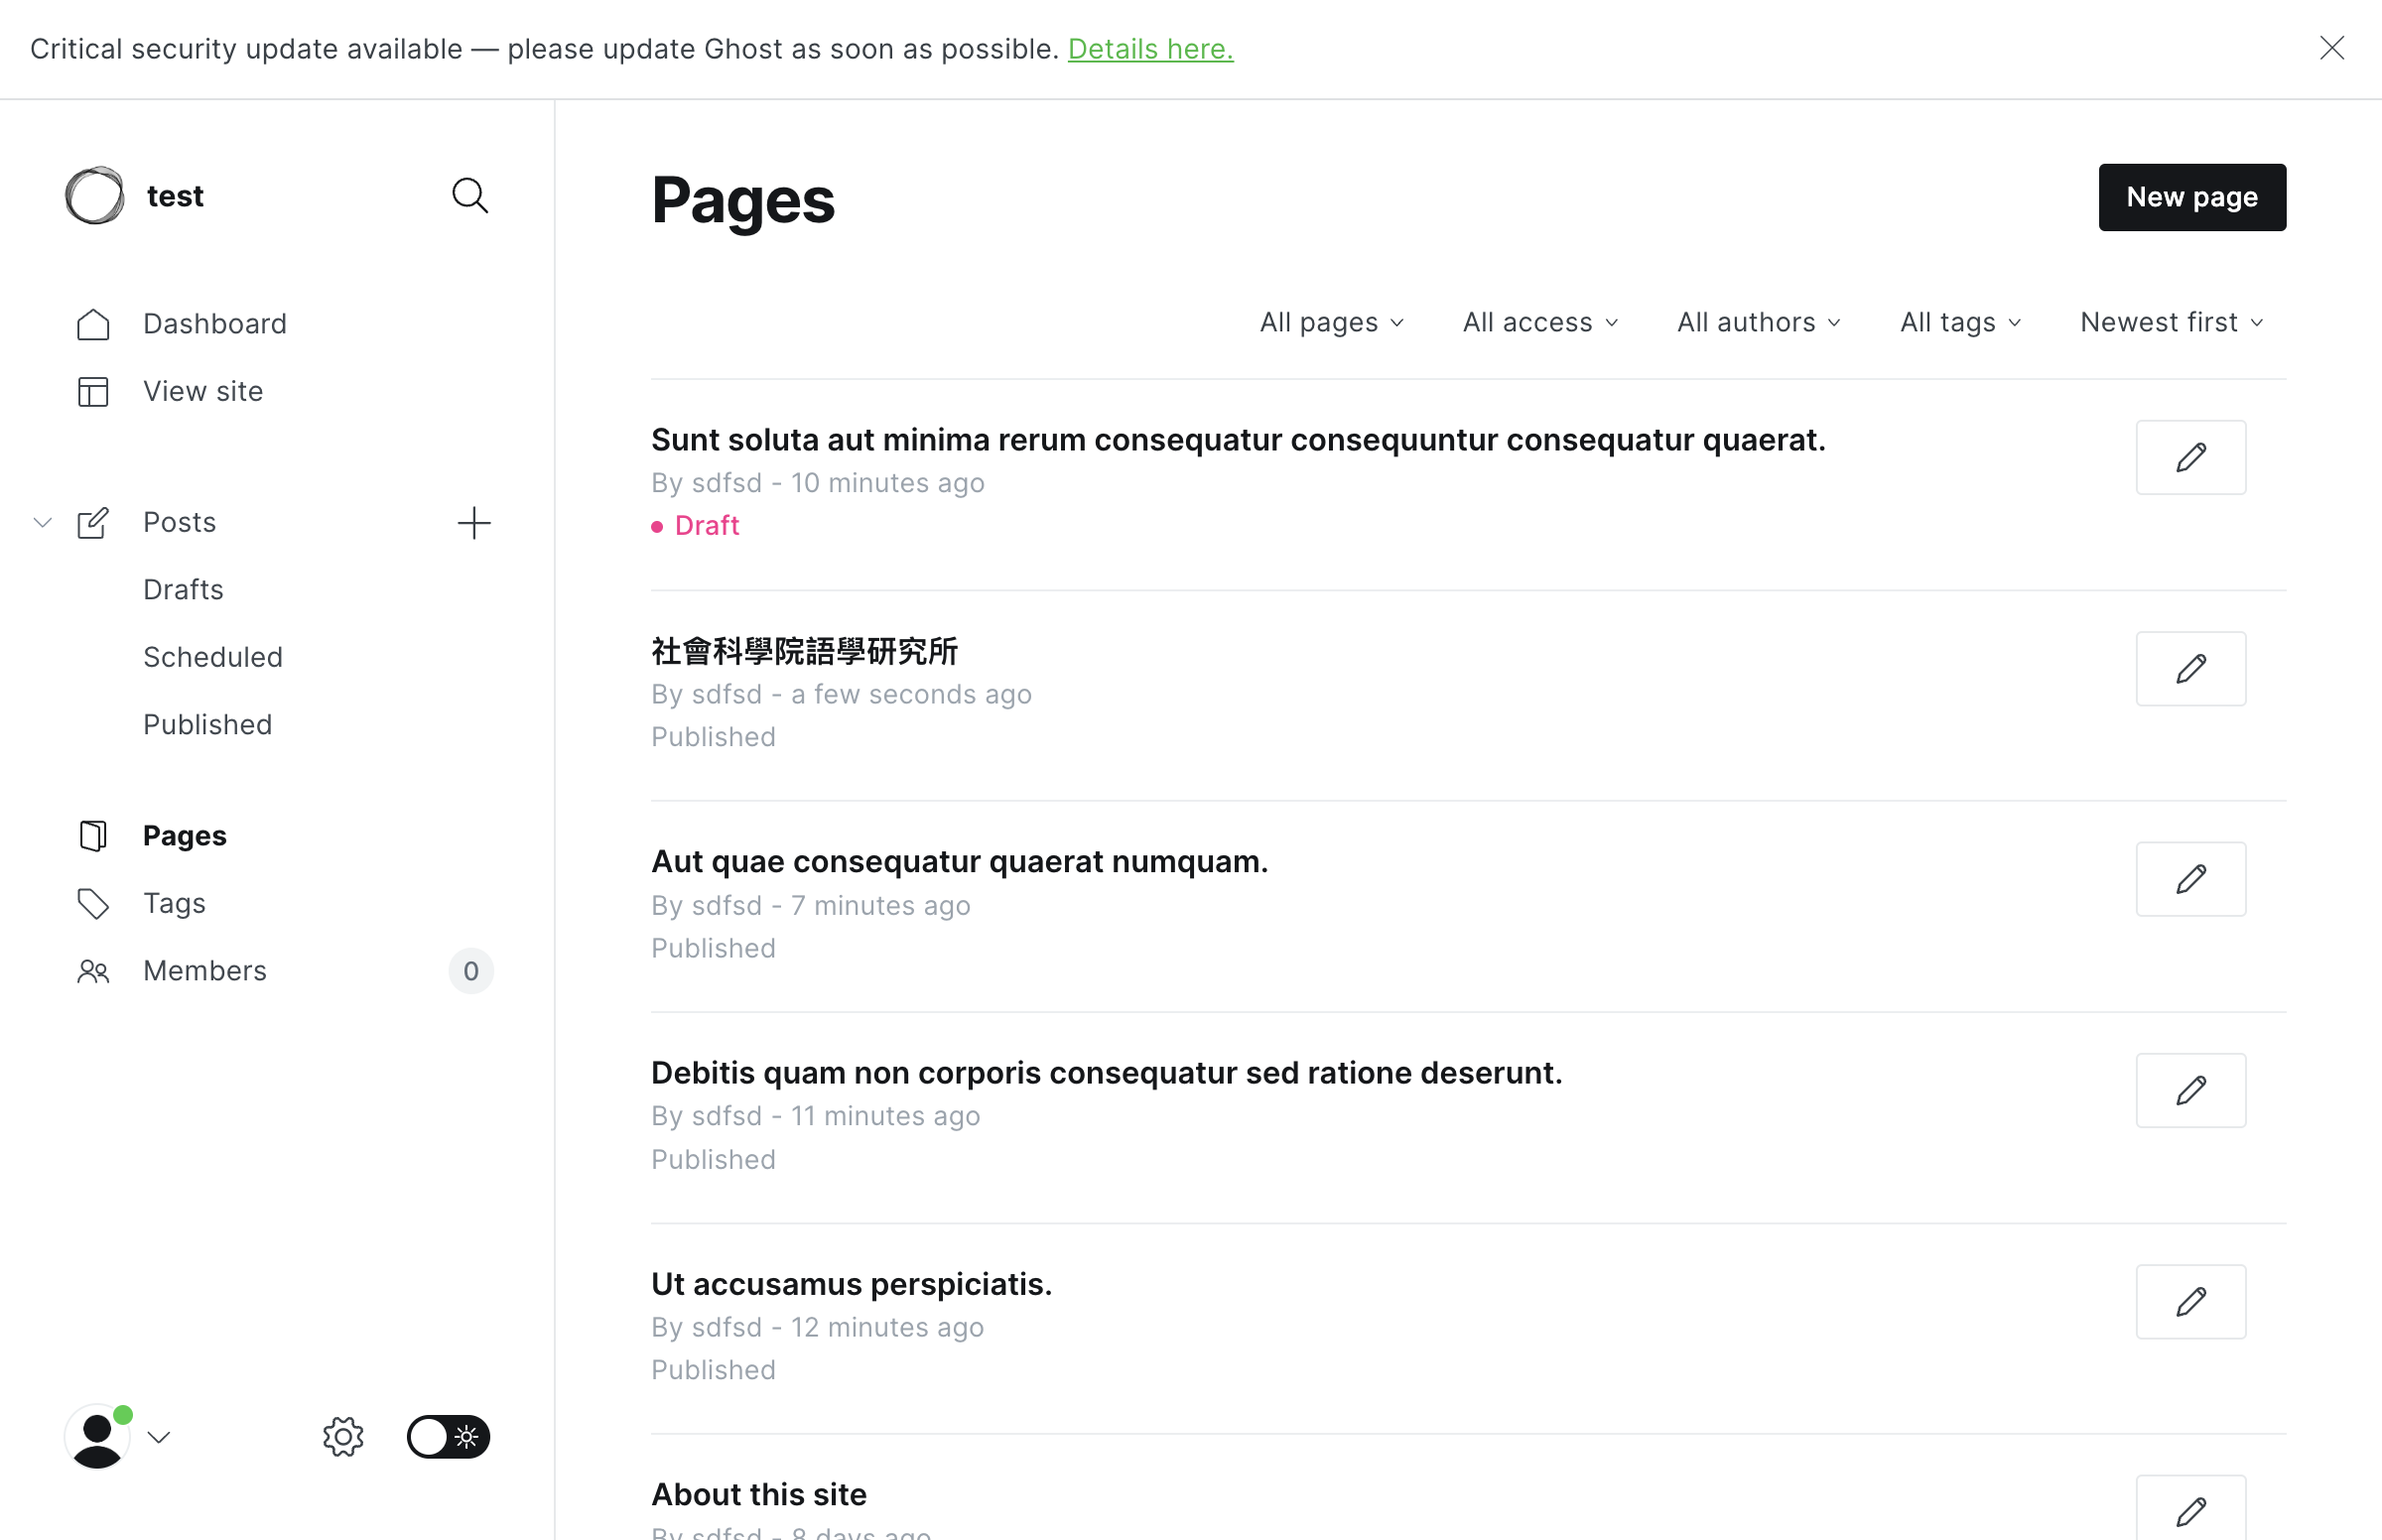 Critical security update available — please update Ghost as soon as possible. Details here.
test
Dashboard
View site
Posts
Drafts
Scheduled
Published
Pages
Tags
Members 0
Pages
New page
All pages All access All authors All tags Newest first
Sunt soluta aut minima rerum consequatur consequuntur consequatur quaerat.
By sdfsd - 10 minutes ago
Draft
社會科學院語學研究所
By sdfsd - a few seconds ago
Published
Aut quae consequatur quaerat numquam.
By sdfsd - 7 minutes ago
Published
Debitis quam non corporis consequatur sed ratione deserunt.
By sdfsd - 11 minutes ago
Published
Ut accusamus perspiciatis.
By sdfsd - 12 minutes ago
Published
About this site
By sdfsd - 8 days ago